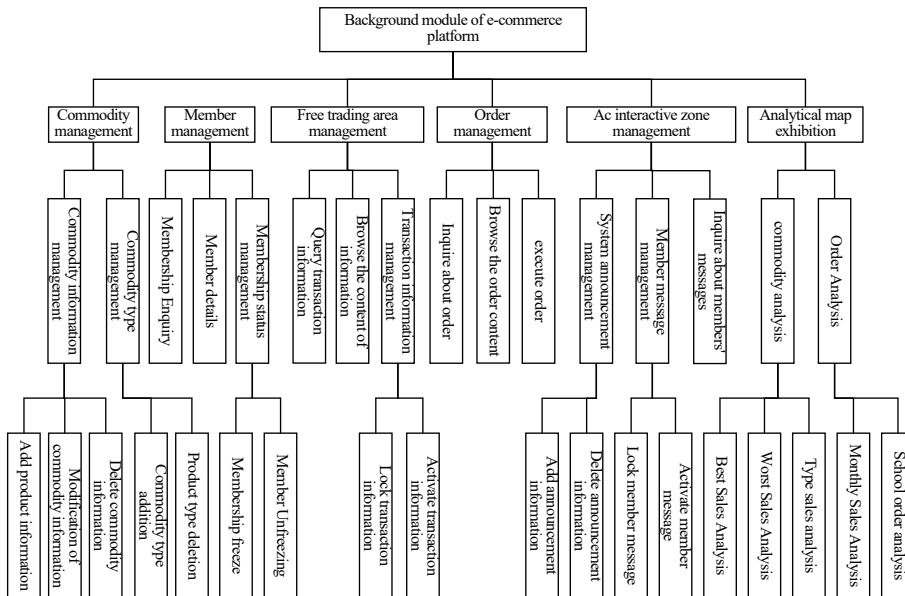 Background module of e-commerce
platform
Commodity
management
Member
management
Free trading area
management
Order
management
Ac interactive zone
management
Analytical map
exhibition
Commodity information
management
Commodity type
management
Membership Enquiry
Member details
Membership status
management
Query transaction
information
Browse the content of
information
Transaction information
management
Inquire about order
Browse the order content
execute order
System announcement
management
Member message
management
Inquire about members'
messages
commodity analysis
Order Analysis
Add product information
Modification of
commodity information
Delete commodity
information
Commodity type
addition
Product type deletion
Membership freeze
Member Unfreezing
Lock transaction
information
Activate transaction
information
Add announcement
information
Delete announcement
information
Lock member message
Activate member
message
Best Sales Analysis
Worst Sales Analysis
Type sales analysis
Monthly Sales Analysis
School order analysis